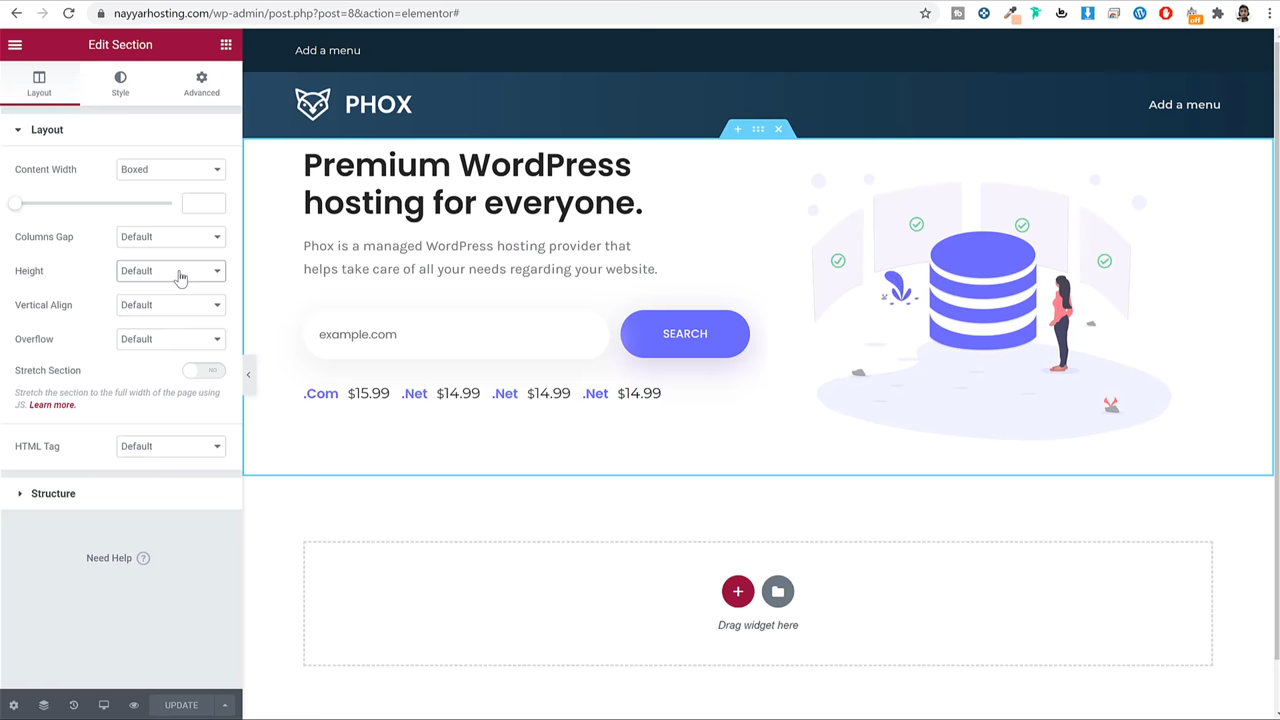 nayyarhosting.com/wp-admin/post.php?post=8&action=elementor#
off
Edit Section
Layout
Style
Advanced
Layout
Content Width
Boxed
Columns Gap
Default
Height
Default
Vertical Align
Default
Overflow
Default
Stretch Section
NO
Stretch the section to the full width of the page using
JS. Learn more.
HTML Tag
Default
Structure
Need Help ?
UPDATE
Add a menu
PHOX
Add a menu
Premium WordPress
hosting for everyone.
Phox is a managed WordPress hosting provider that
helps take care of all your needs regarding your website.
example.com
SEARCH
.Com $15.99 .Net $14.99 .Net $14.99 .Net $14.99
Drag widget here